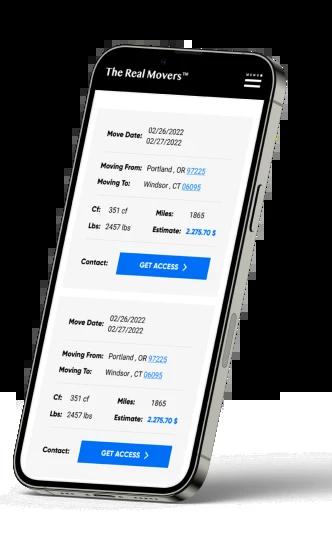 The Real Movers™
MENU
Move Date: 02/26/2022
02/27/2022
Moving From: Portland , OR 97225
Moving To: Windsor , CT 06095
Cf: 351 cf Miles: 1865
Lbs: 2457 lbs Estimate: 2.275.70 $
Contact: GET ACCESS
Move Date: 02/26/2022
02/27/2022
Moving From: Portland , OR 97225
Moving To: Windsor , CT 06095
Cf: 351 cf Miles: 1865
Lbs: 2457 lbs Estimate: 2.275.70 $
Contact: GET ACCESS